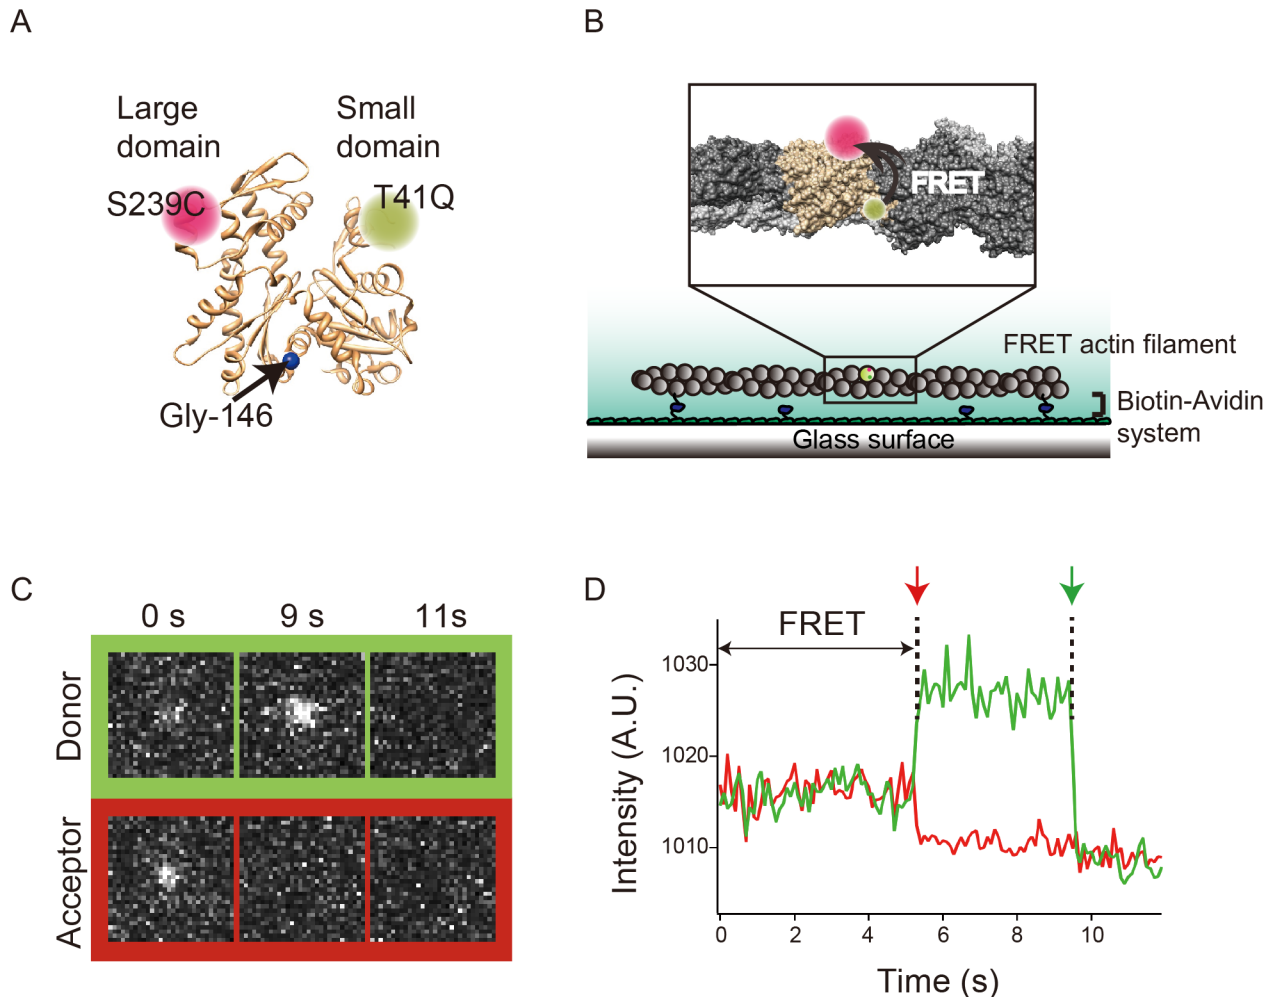 A
Large
domain
Small
domain
S239C
T41Q
Gly-146
B
FRET
FRET actin filament
Biotin-Avidin
system
Glass surface
C
0 s
9 s
11s
Donor
Acceptor
D
FRET
Intensity (A.U.)
1030
1020
1010
0
2
4
6
8
10
Time (s)